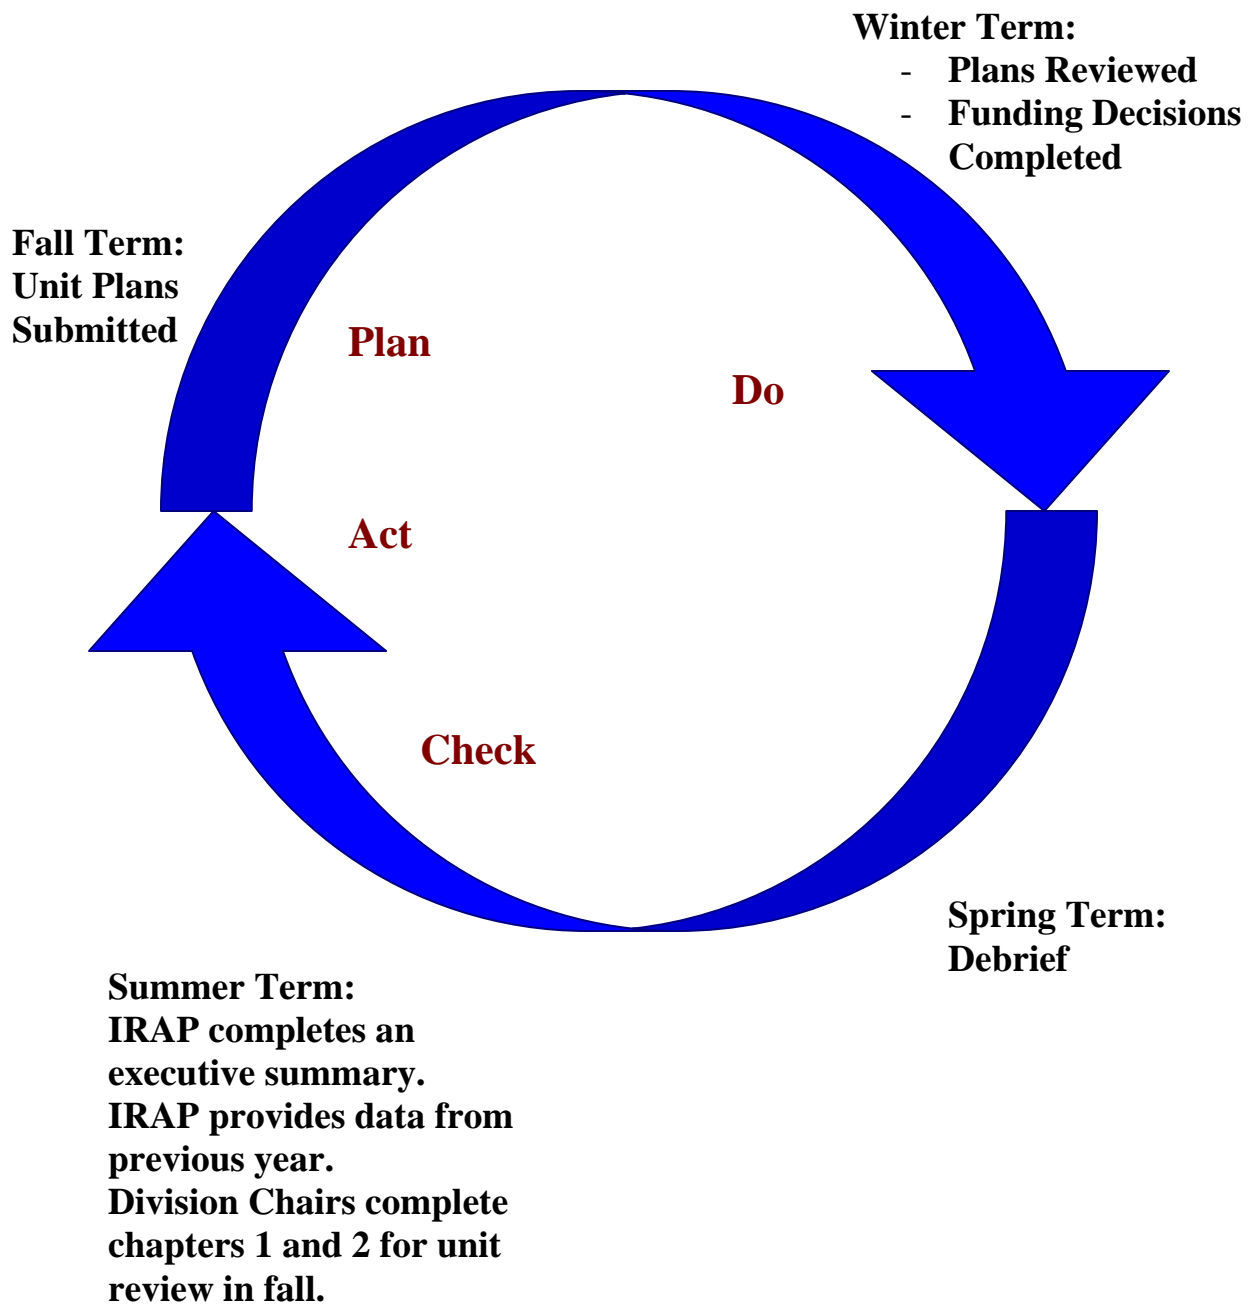 Winter Term:
- Plans Reviewed
- Funding Decisions
Completed
Fall Term:
Unit Plans
Submitted
Plan
Do
Act
Check
Spring Term:
Debrief
Summer Term:
IRAP completes an
executive summary.
IRAP provides data from
previous year.
Division Chairs complete
chapters 1 and 2 for unit
review in fall.